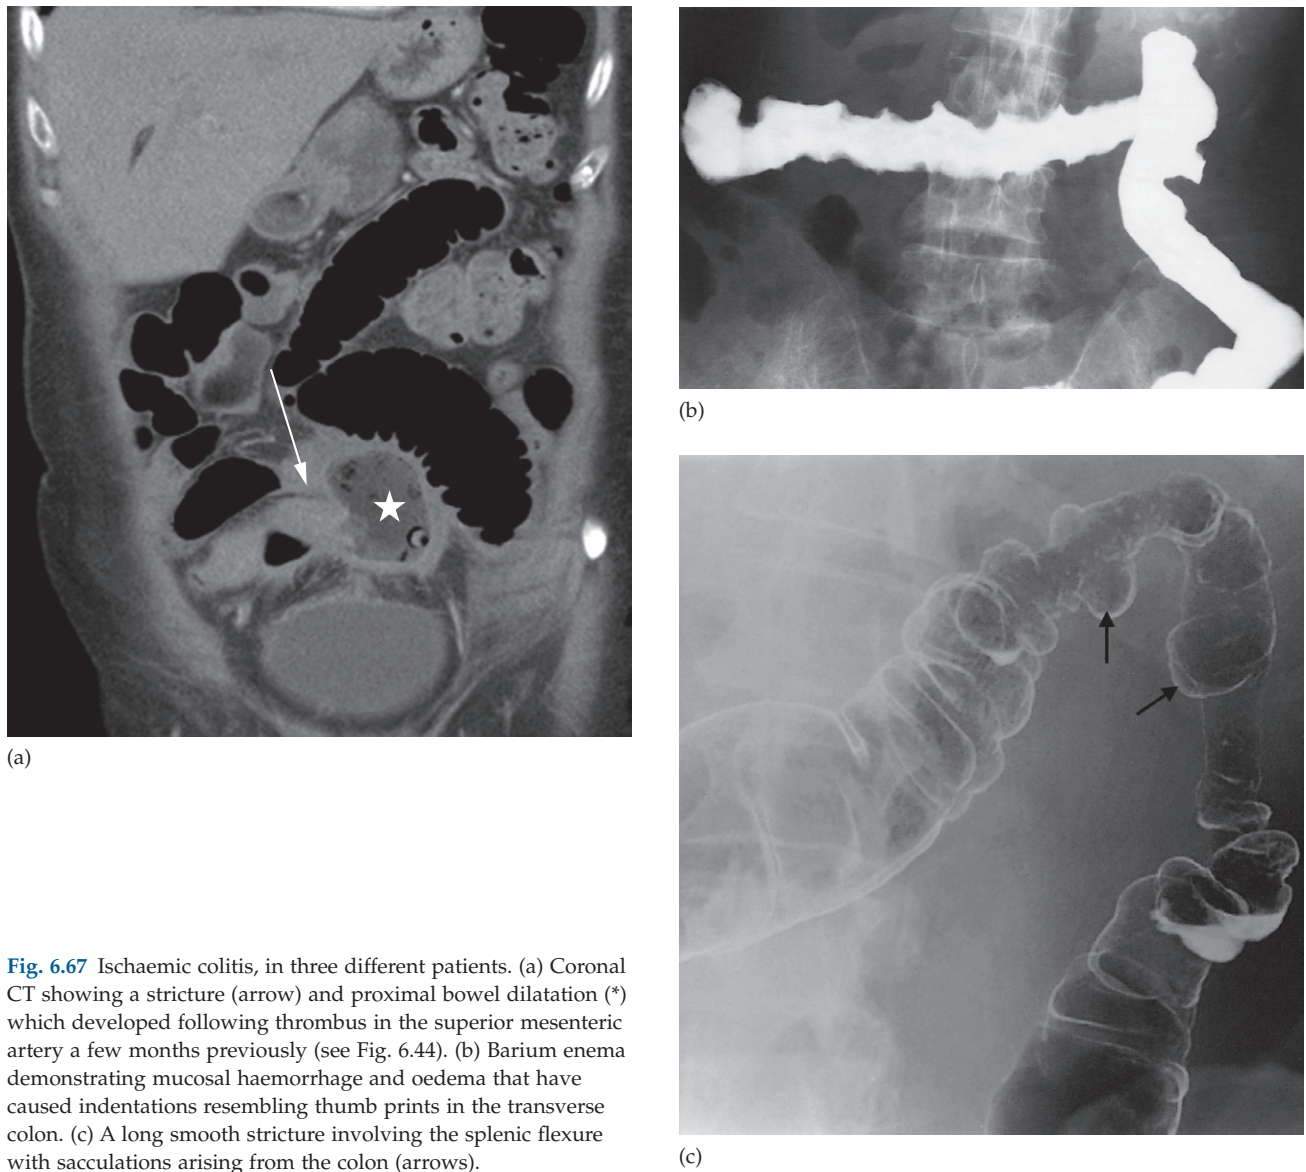 (a)
(b)
(c)
Fig. 6.67 Ischaemic colitis, in three different patients. (a) Coronal
CT showing a stricture (arrow) and proximal bowel dilatation (*)
which developed following thrombus in the superior mesenteric
artery a few months previously (see Fig. 6.44). (b) Barium enema
demonstrating mucosal haemorrhage and oedema that have
caused indentations resembling thumb prints in the transverse
colon. (c) A long smooth stricture involving the splenic flexure
with sacculations arising from the colon (arrows).